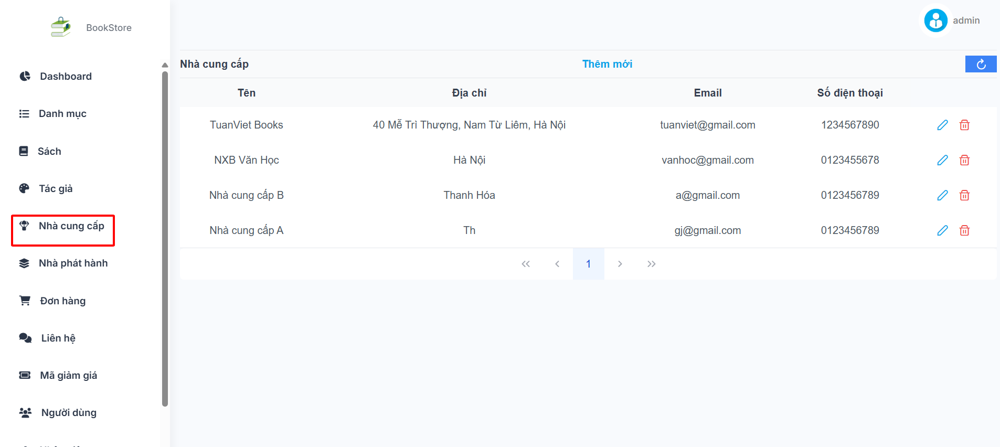 BookStore
admin
Dashboard
Danh mục
Sách
Tác giả
Nhà cung cấp
Nhà phát hành
Đơn hàng
Liên hệ
Mã giảm giá
Người dùng
Nhà cung cấp Thêm mới
Tên Địa chỉ Email Số điện thoại
TuanViet Books 40 Mễ Trì Thượng, Nam Từ Liêm, Hà Nội tuanviet@gmail.com 1234567890
NXB Văn Học Hà Nội vanhoc@gmail.com 0123455678
Nhà cung cấp B Thanh Hóa a@gmail.com 0123456789
Nhà cung cấp A Th gj@gmail.com 0123456789
1